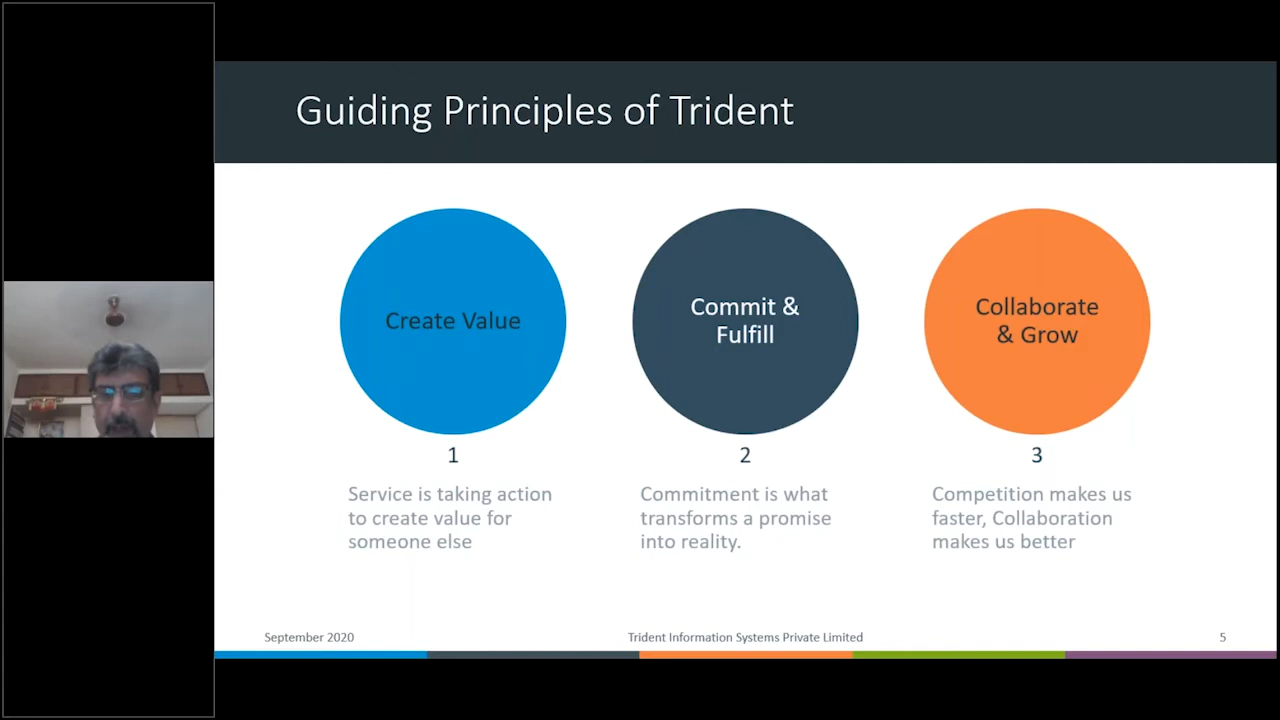 Guiding Principles of Trident
Create Value
Commit &
Fulfill
Collaborate
& Grow
1
2
3
Service is taking action
to create value for
someone else
Commitment is what
transforms a promise
into reality.
Competition makes us
faster, Collaboration
makes us better
September 2020
Trident Information Systems Private Limited
5